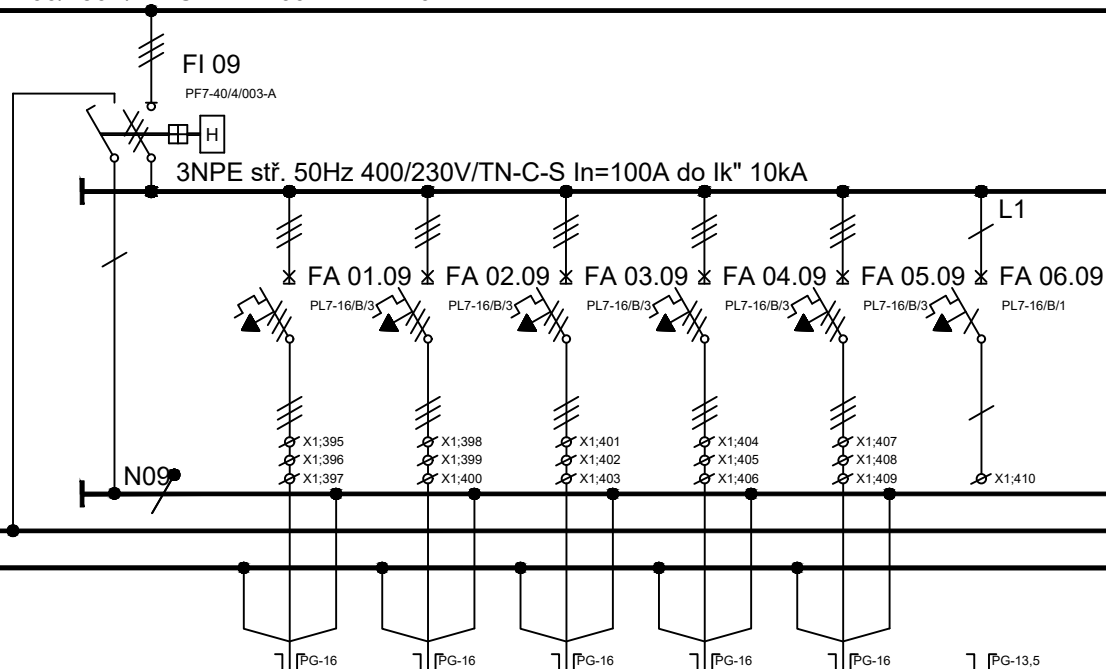 FI 09
PF7-40/4/003-A
H
3NPE stř. 50Hz 400/230V/TN-C-S In=100A do Ik" 10kA
L1
FA 01.09 FA 02.09 FA 03.09 FA 04.09 FA 05.09 FA 06.09
PL7-16/B/3 PL7-16/B/3 PL7-16/B/3 PL7-16/B/3 PL7-16/B/3 PL7-16/B/1
X1;395 X1;398 X1;401 X1;404 X1;407
X1;396 X1;399 X1;402 X1;405 X1;408
N09 X1;397 X1;400 X1;403 X1;406 X1;409 X1;410
PG-16 PG-16 PG-16 PG-16 PG-16 PG-13,5